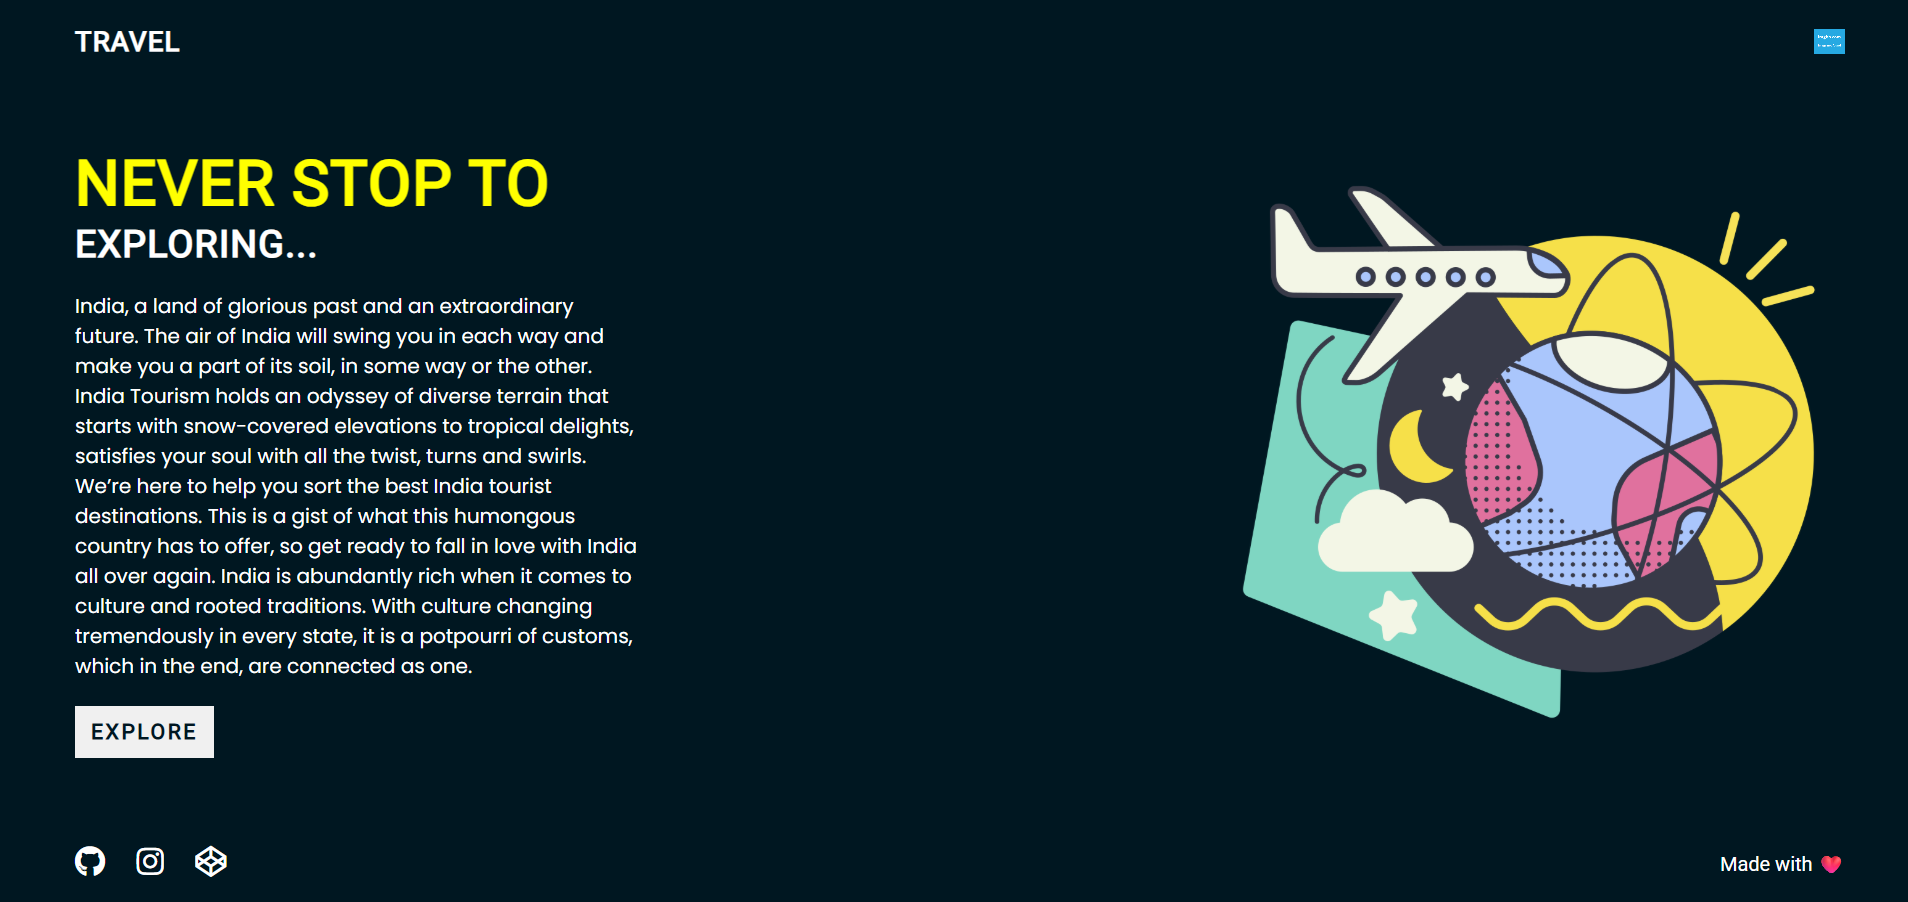 TRAVEL
NEVER STOP TO
EXPLORING...
India, a land of glorious past and an extraordinary
future. The air of India will swing you in each way and
make you a part of its soil, in some way or the other.
India Tourism holds an odyssey of diverse terrain that
starts with snow-covered elevations to tropical delights,
satisfies your soul with all the twist, turns and swirls.
We’re here to help you sort the best India tourist
destinations. This is a gist of what this humongous
country has to offer, so get ready to fall in love with India
all over again. India is abundantly rich when it comes to
culture and rooted traditions. With culture changing
tremendously in every state, it is a potpourri of customs,
which in the end, are connected as one.
EXPLORE
Made with